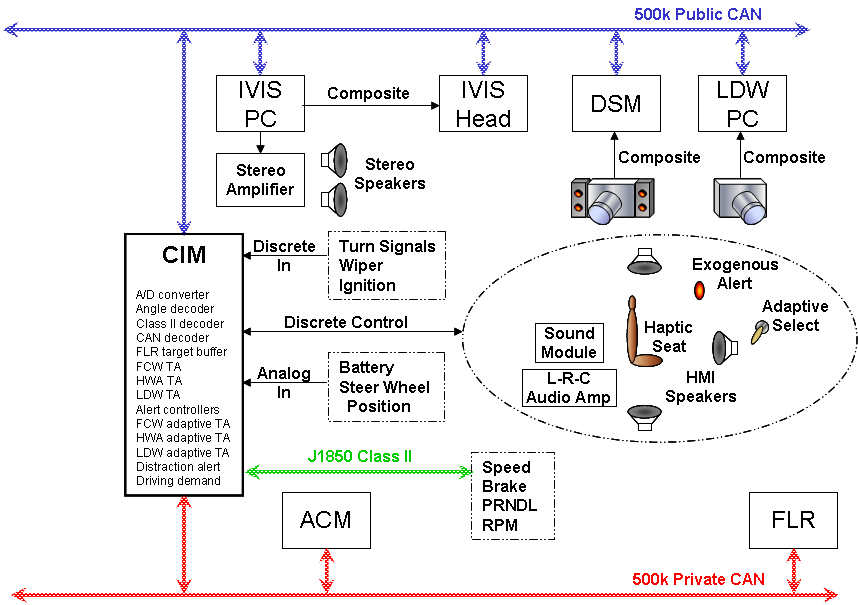 500k Public CAN
IVIS
PC
Composite
IVIS
Head
DSM
LDW
PC
Composite
Composite
Stereo
Amplifier
Stereo
Speakers
CIM
A/D converter
Angle decoder
Class II decoder
CAN decoder
FLR target buffer
FCW TA
HWA TA
LDW TA
Alert controllers
FCW adaptive TA
HWA adaptive TA
LDW adaptive TA
Distraction alert
Driving demand
Discrete
In
Turn Signals
Wiper
Ignition
Discrete Control
Analog
In
Battery
Steer Wheel
Position
Exogenous
Alert
Adaptive
Select
Haptic
Seat
Sound
Module
L-R-C
Audio Amp
HMI
Speakers
J1850 Class II
Speed
Brake
PRNDL
RPM
ACM
FLR
500k Private CAN